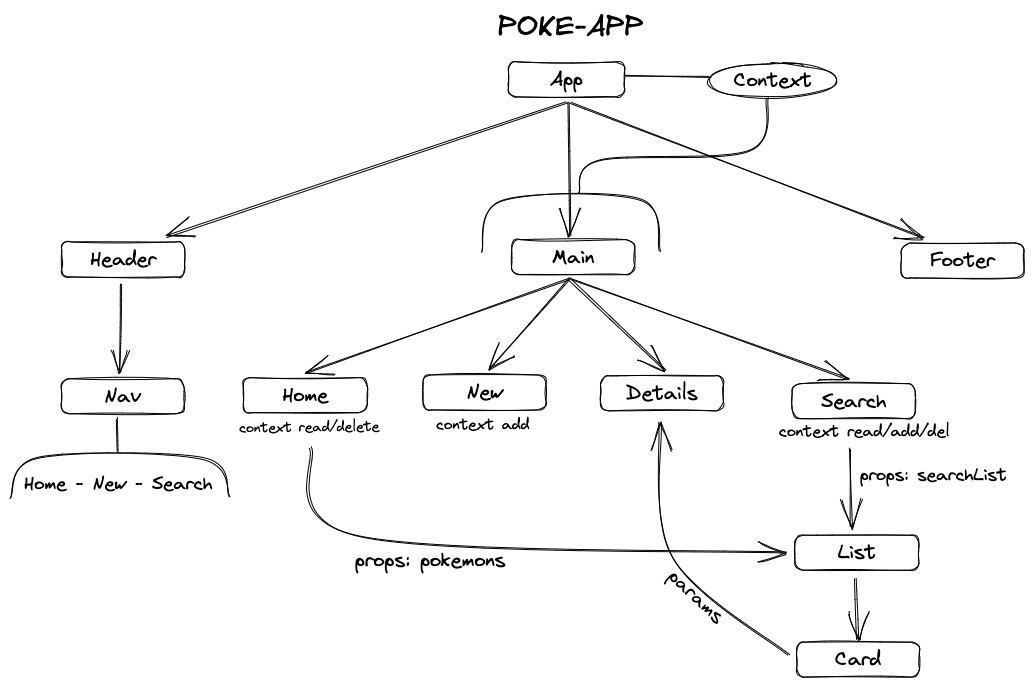 POKE-APP
App
Context
Header
Main
Footer
Nav
Home
New
Details
Search
context read/delete
context add
context read/add/del
Home - New - Search
props: searchList
List
props: pokemons
params
Card